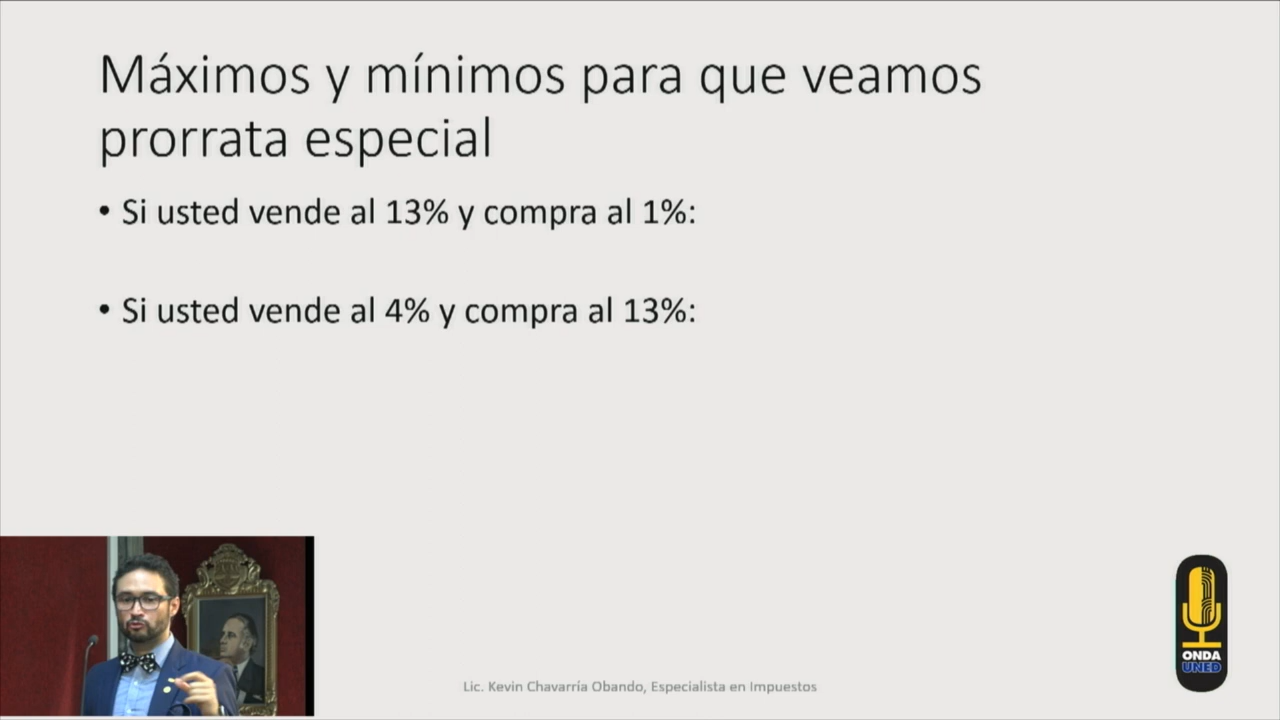 Máximos y mínimos para que veamos
prorrata especial
• Si usted vende al 13% y compra al 1%:
• Si usted vende al 4% y compra al 13%:
Lic. Kevin Chavarría Obando, Especialista en Impuestos
ONDA
UNED